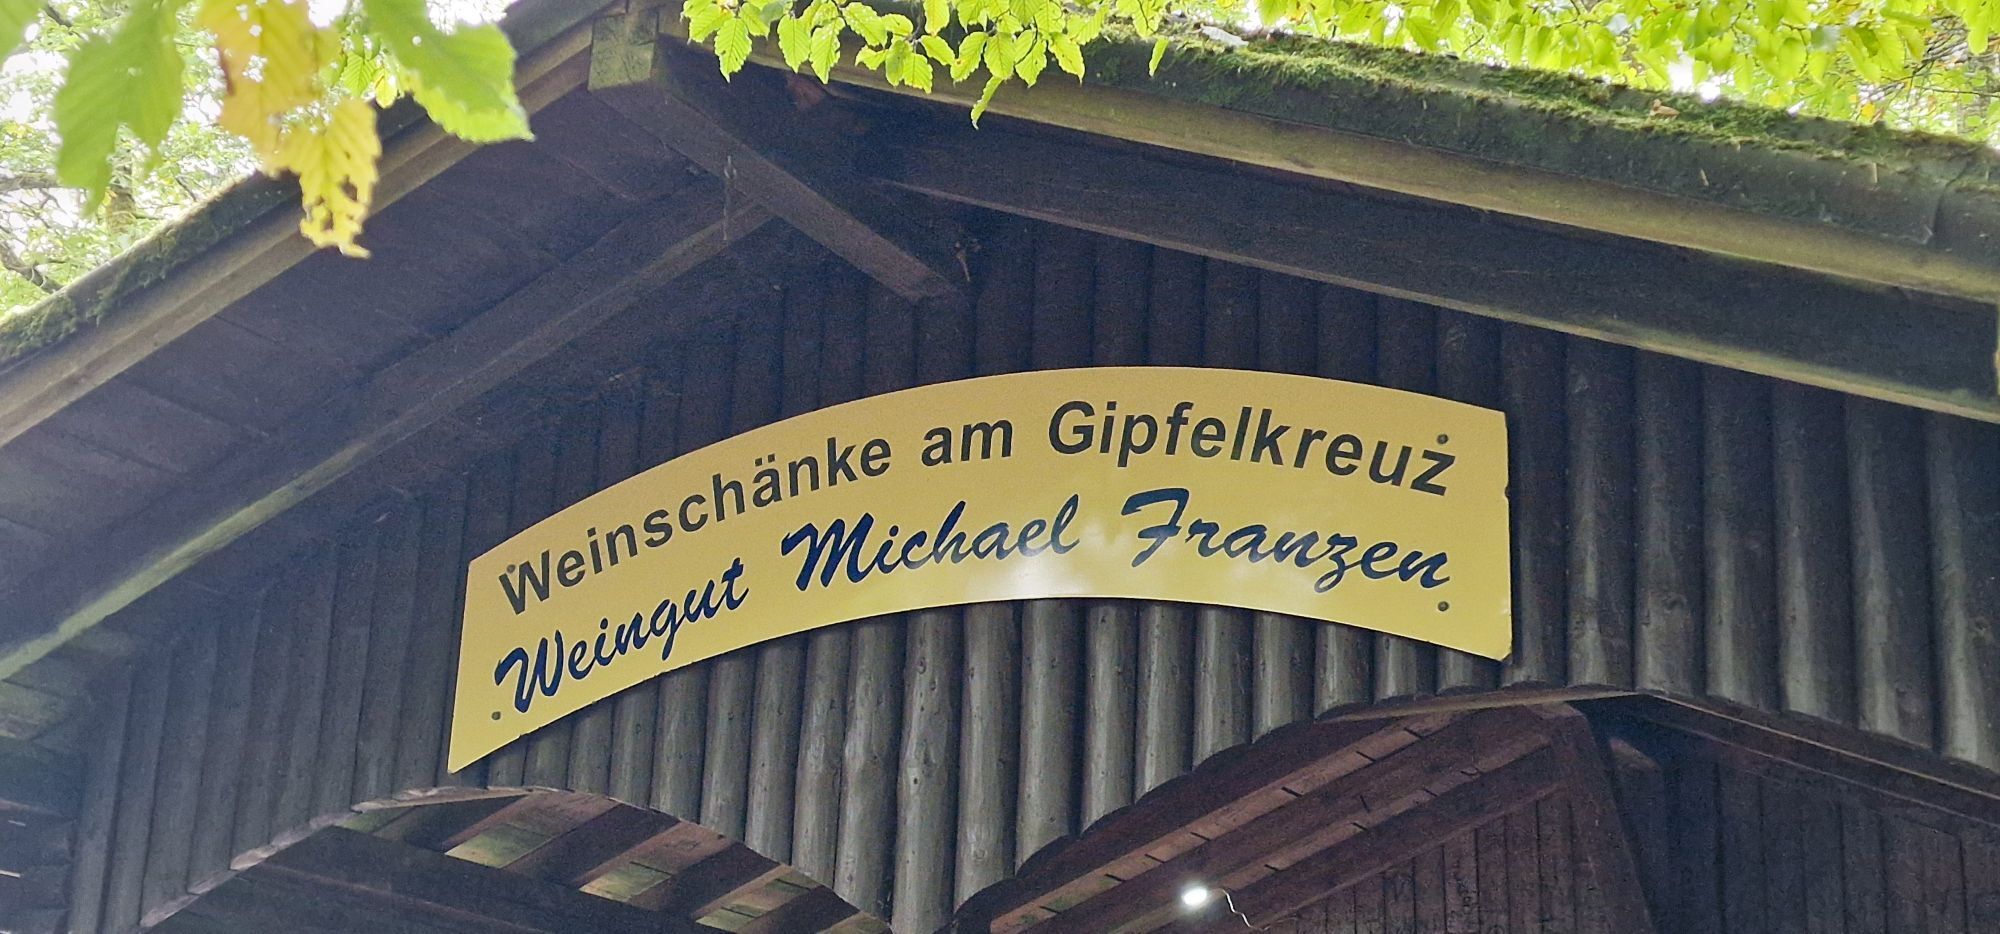 Weinschänke am Gipfelkreuz
Weingut Michael Franzen